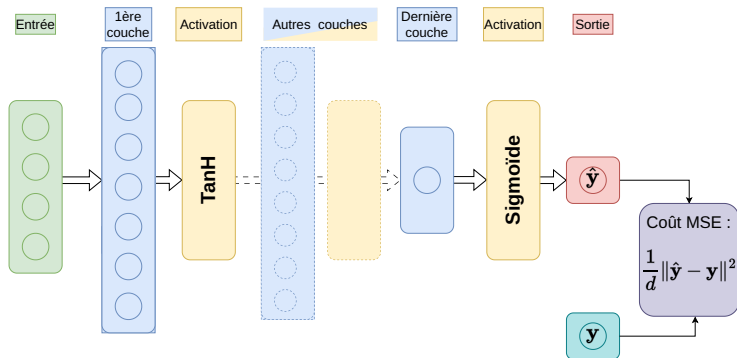 Entrée
1ère
couche
Activation
Autres couches
Dernière
couche
Activation
Sortie
TanH
Sigmoïde
ŷ
Coût MSE :
1/d ‖ŷ − y‖²
y